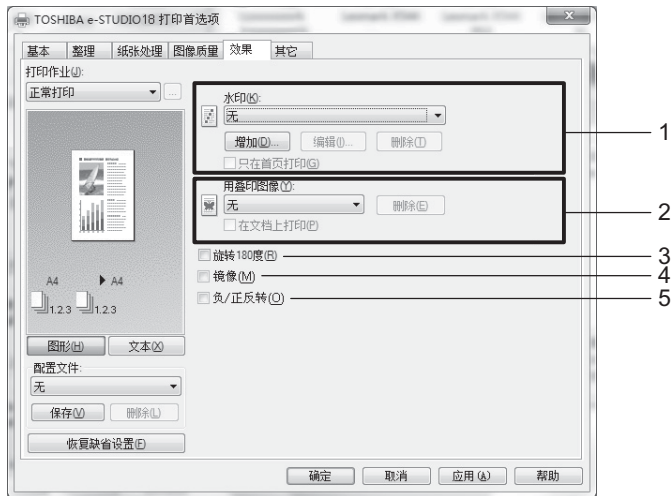 TOSHIBA e-STUDIO18 打印首选项
基本 整理 纸张处理 图像质量 效果 其它
打印作业(J):
正常打印
...
A4 A4
1.2.3 1.2.3
图形(H) 文本(X)
配置文件:
无
保存(V) 删除(L)
恢复缺省设置(F)
水印(K):
无
增加(D)... 编辑(I)... 删除(T)
只在首页打印(G)
1
用叠印图像(Y):
无
删除(E)
在文档上打印(P)
2
旋转180度(R) 3
镜像(M) 4
负/正反转(O) 5
确定 取消 应用(A) 帮助